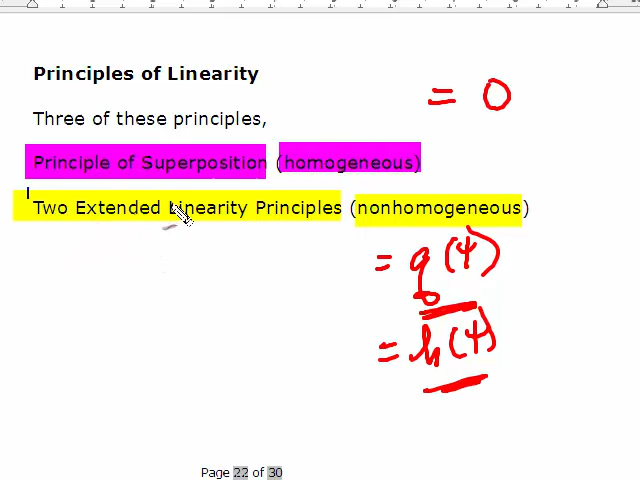 Principles of Linearity
= 0
Three of these principles,
Principle of Superposition (homogeneous)
Two Extended Linearity Principles (nonhomogeneous)
= g(Ψ)
= h(Ψ)
Page 22 of 30